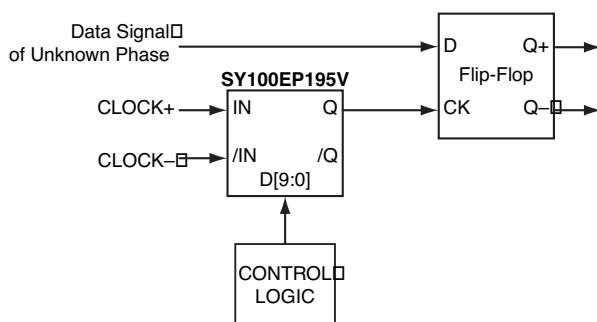 Data Signal
of Unknown Phase
D
Q+
Flip-Flop
SY100EP195V
CLOCK+
IN
Q
CK
Q–
CLOCK–
/IN
/Q
D[9:0]
CONTROL
LOGIC